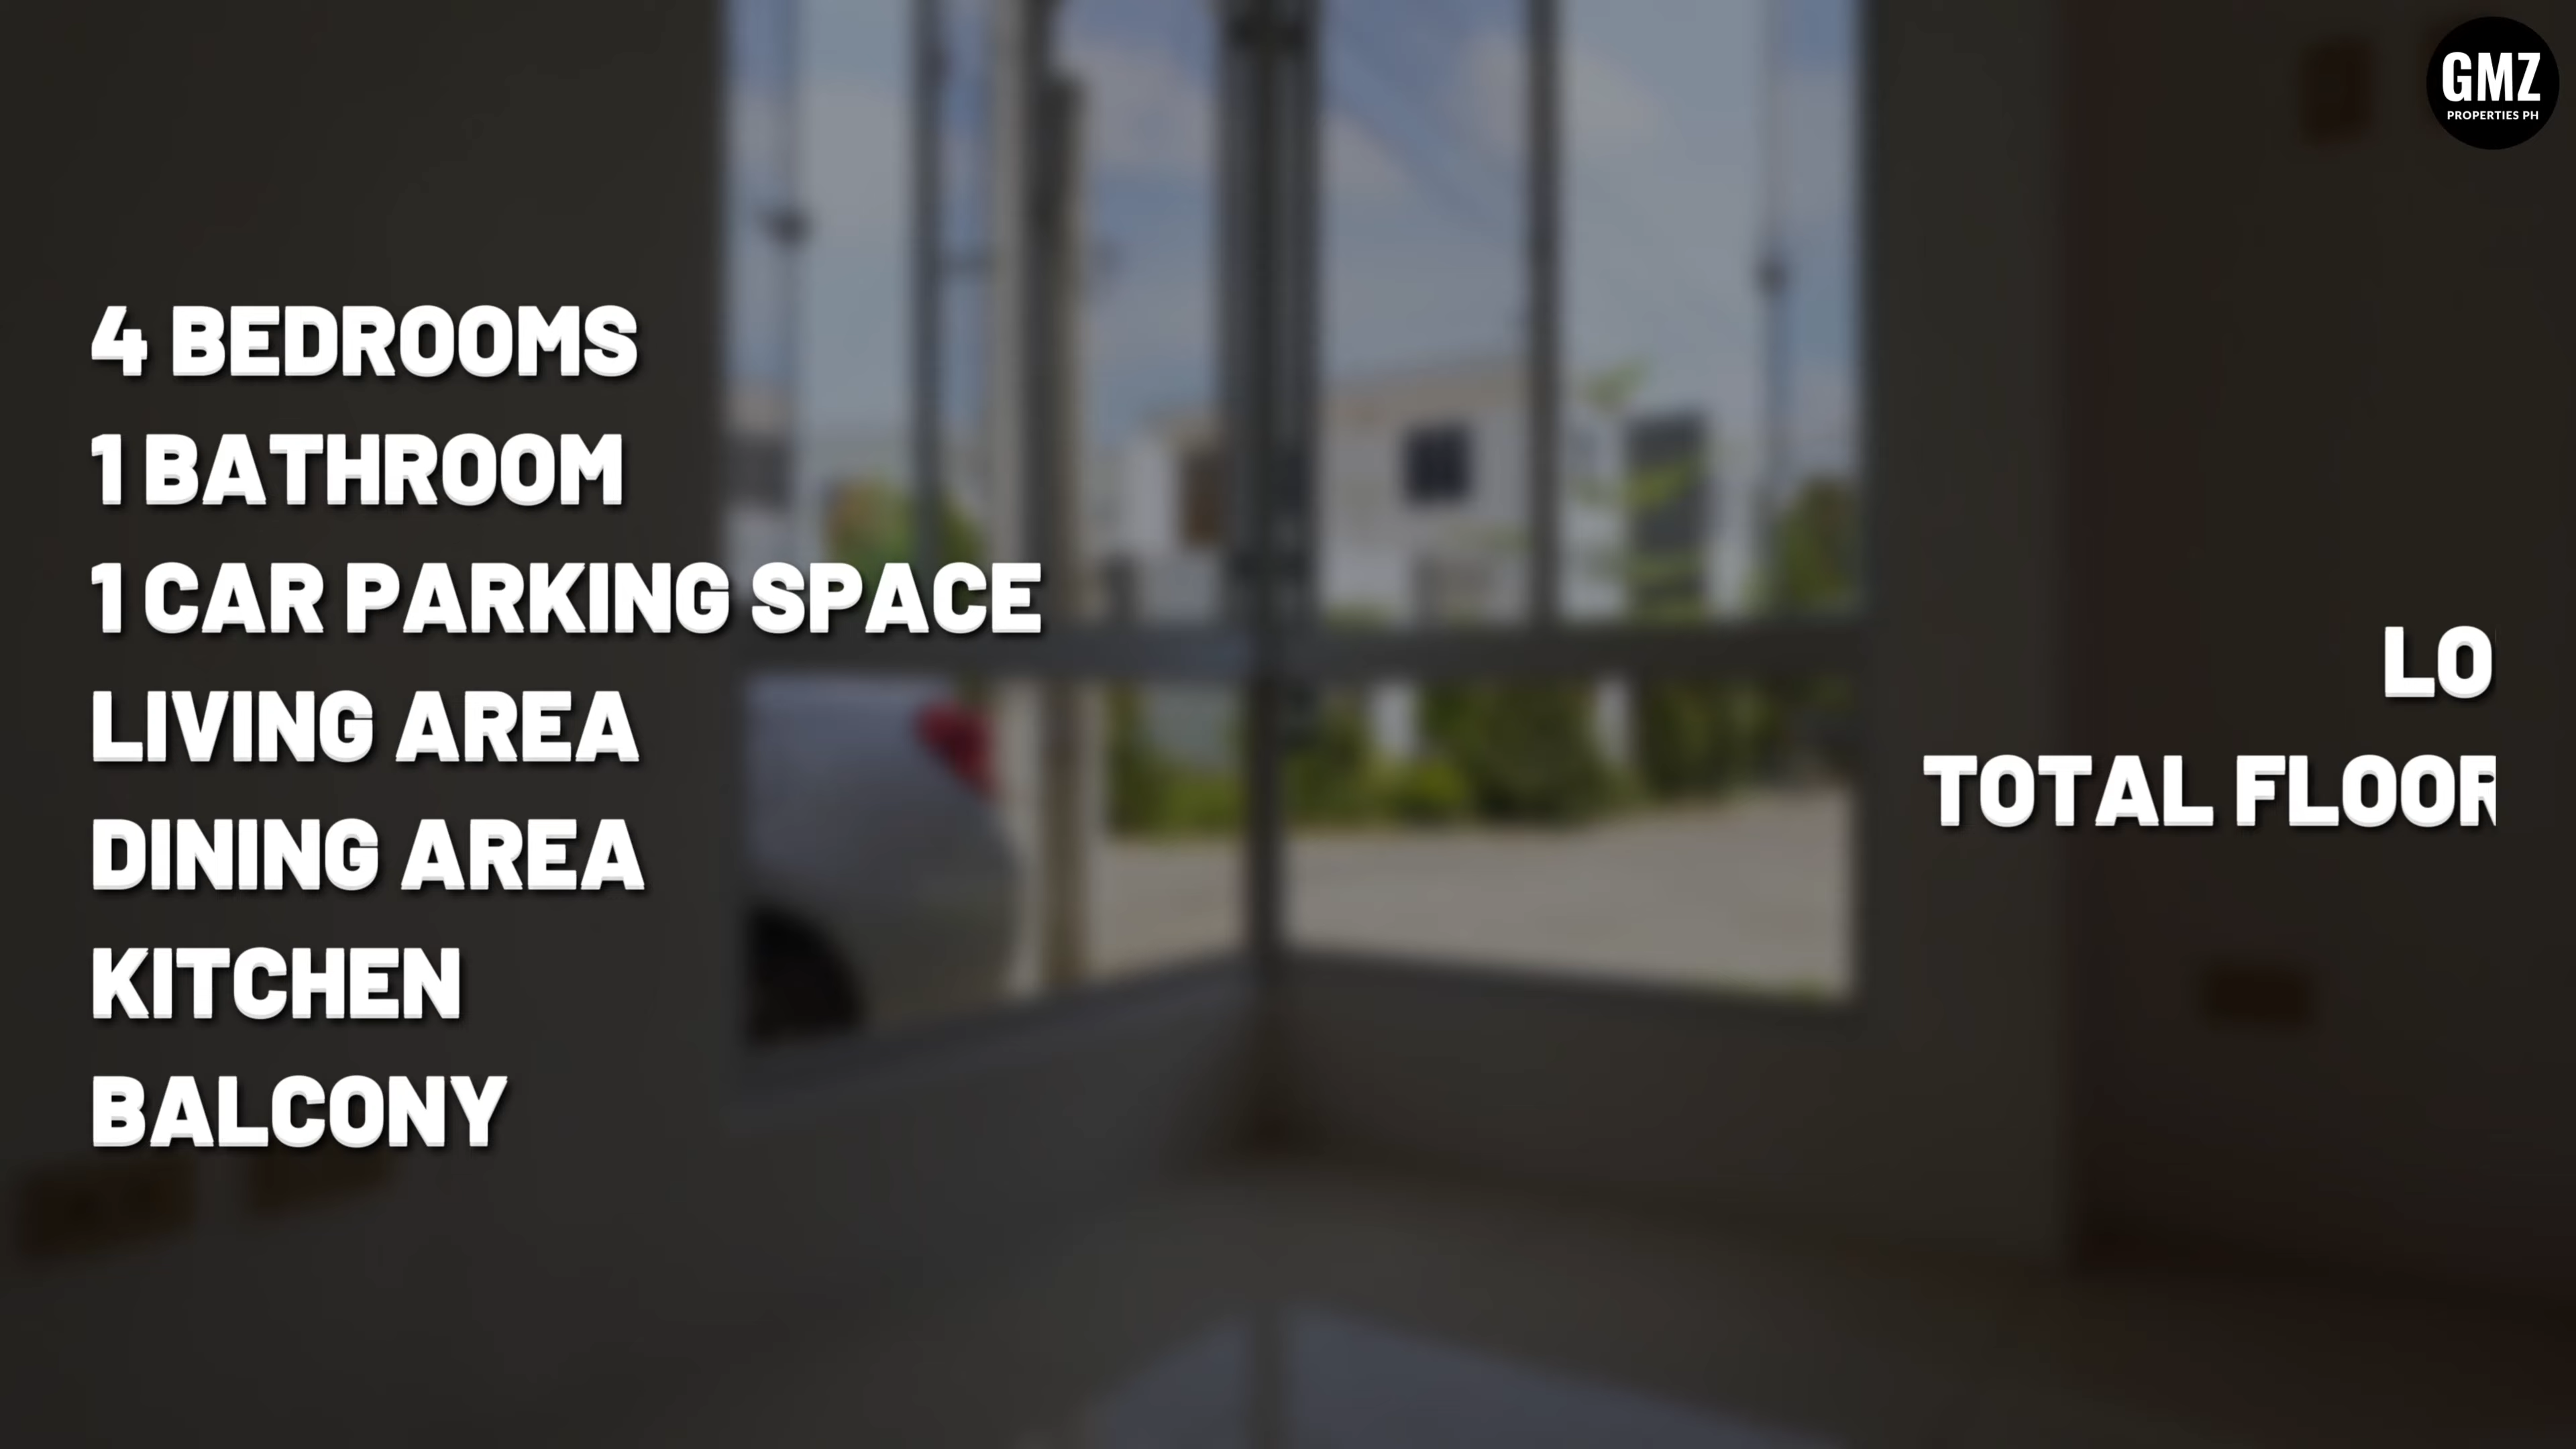 GMZ
PROPERTIES PH
4 BEDROOMS
1 BATHROOM
1 CAR PARKING SPACE
LIVING AREA
DINING AREA
KITCHEN
BALCONY
LO
TOTAL FLOOR